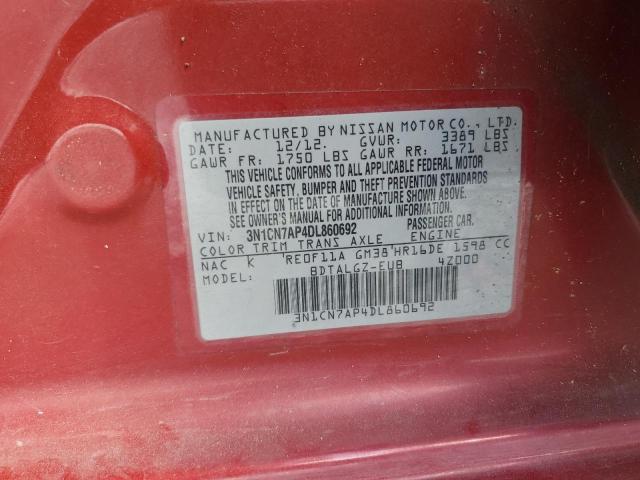 MANUFACTURED BY NISSAN MOTOR CO., LTD.
DATE: 12/12. GVWR: 3389 LBS
GAWR FR: 1750 LBS GAWR RR: 1671 LBS
THIS VEHICLE CONFORMS TO ALL APPLICABLE FEDERAL MOTOR
VEHICLE SAFETY, BUMPER AND THEFT PREVENTION STANDARDS
IN EFFECT ON THE DATE OF MANUFACTURE SHOWN ABOVE.
SEE OWNER'S MANUAL FOR ADDITIONAL INFORMATION.
VIN: 3N1CN7AP4DL860692 PASSENGER CAR.
COLOR TRIM TRANS AXLE ENGINE
NAC K RE0F11A GM38 HR16DE 1598 CC
MODEL: BDTALGZ-EUB 4Z000
3N1CN7AP4DL860692